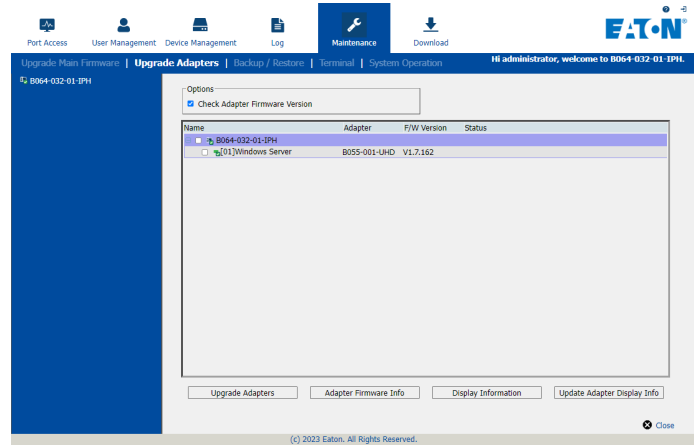 EATON®
Port Access User Management Device Management Log Maintenance Download
Upgrade Main Firmware | Upgrade Adapters | Backup / Restore | Terminal | System Operation Hi administrator, welcome to B064-032-01-IPH.
B064-032-01-IPH
Options
Check Adapter Firmware Version
Name Adapter F/W Version Status
B064-032-01-IPH
[01]Windows Server B055-001-UHD V1.7.162
Upgrade Adapters Adapter Firmware Info Display Information Update Adapter Display Info
Close
(c) 2023 Eaton. All Rights Reserved.